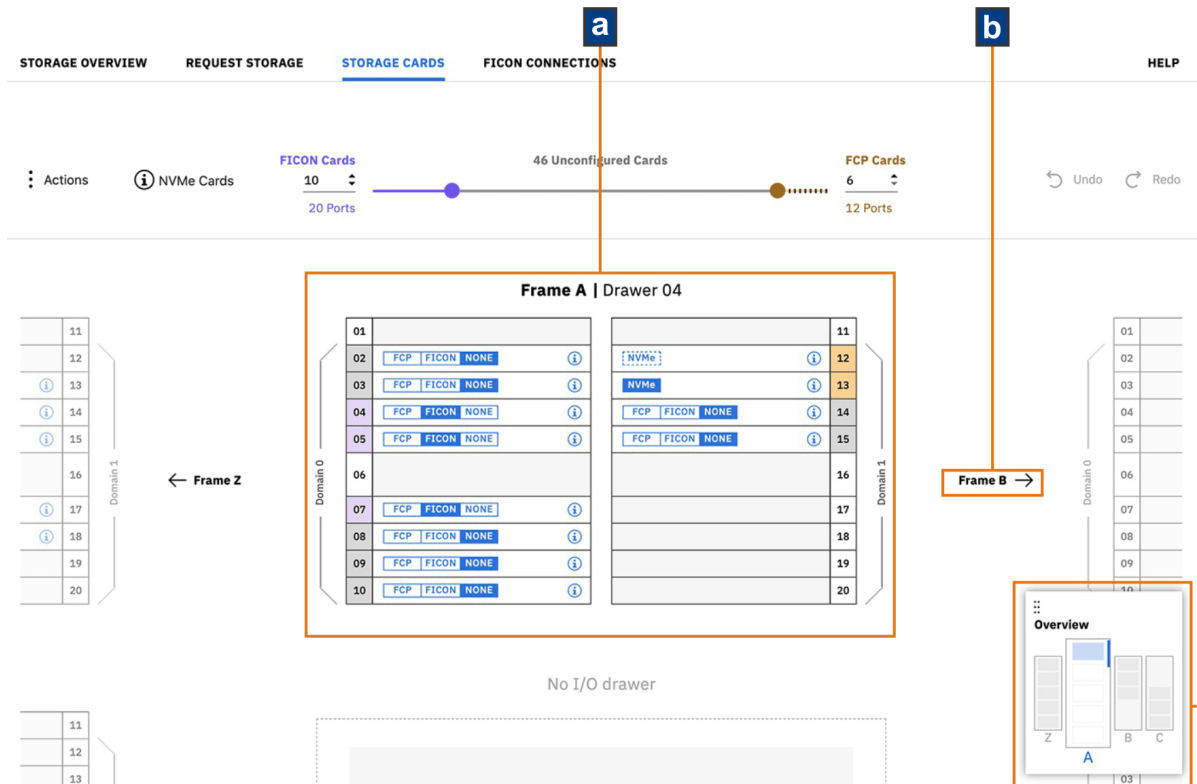 a
b
STORAGE OVERVIEW REQUEST STORAGE STORAGE CARDS FICON CONNECTIONS HELP
FICON Cards 46 Unconfigured Cards FCP Cards
Actions NVMe Cards 10 6 Undo Redo
20 Ports 12 Ports
Frame A | Drawer 04
11 01 11 01
12 02 FCP FICON NONE NVMe 12 02
13 03 FCP FICON NONE NVMe 13 03
14 04 FCP FICON NONE FCP FICON NONE 14 04
15 05 FCP FICON NONE FCP FICON NONE 15 05
16 Domain 1 ← Frame Z Domain 0 06 16 Domain 1 Frame B → Domain 0 06
17 07 FCP FICON NONE 17 07
18 08 FCP FICON NONE 18 08
19 09 FCP FICON NONE 19 09
20 10 FCP FICON NONE 20 10
Overview
Z B C
A
No I/O drawer
11
12
13 03